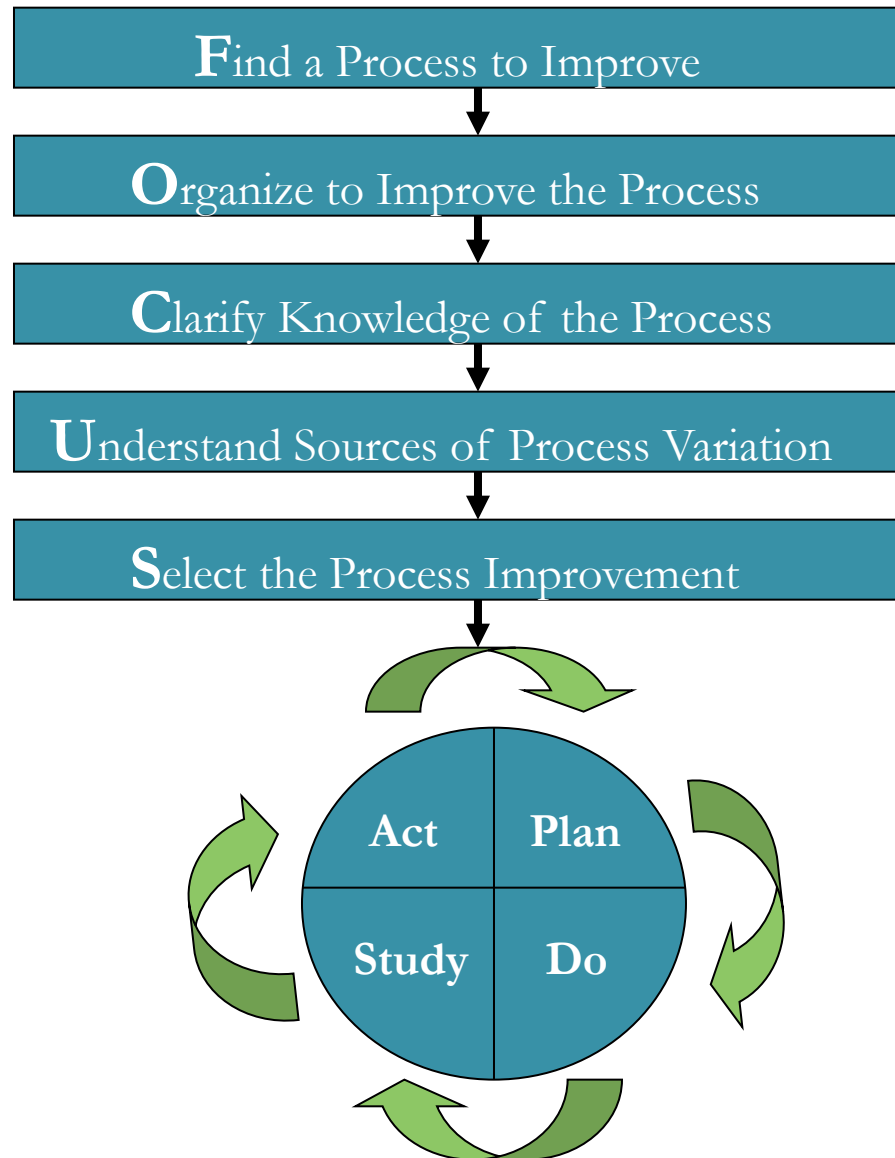 Find a Process to Improve
Organize to Improve the Process
Clarify Knowledge of the Process
Understand Sources of Process Variation
Select the Process Improvement
Act Plan
Study Do